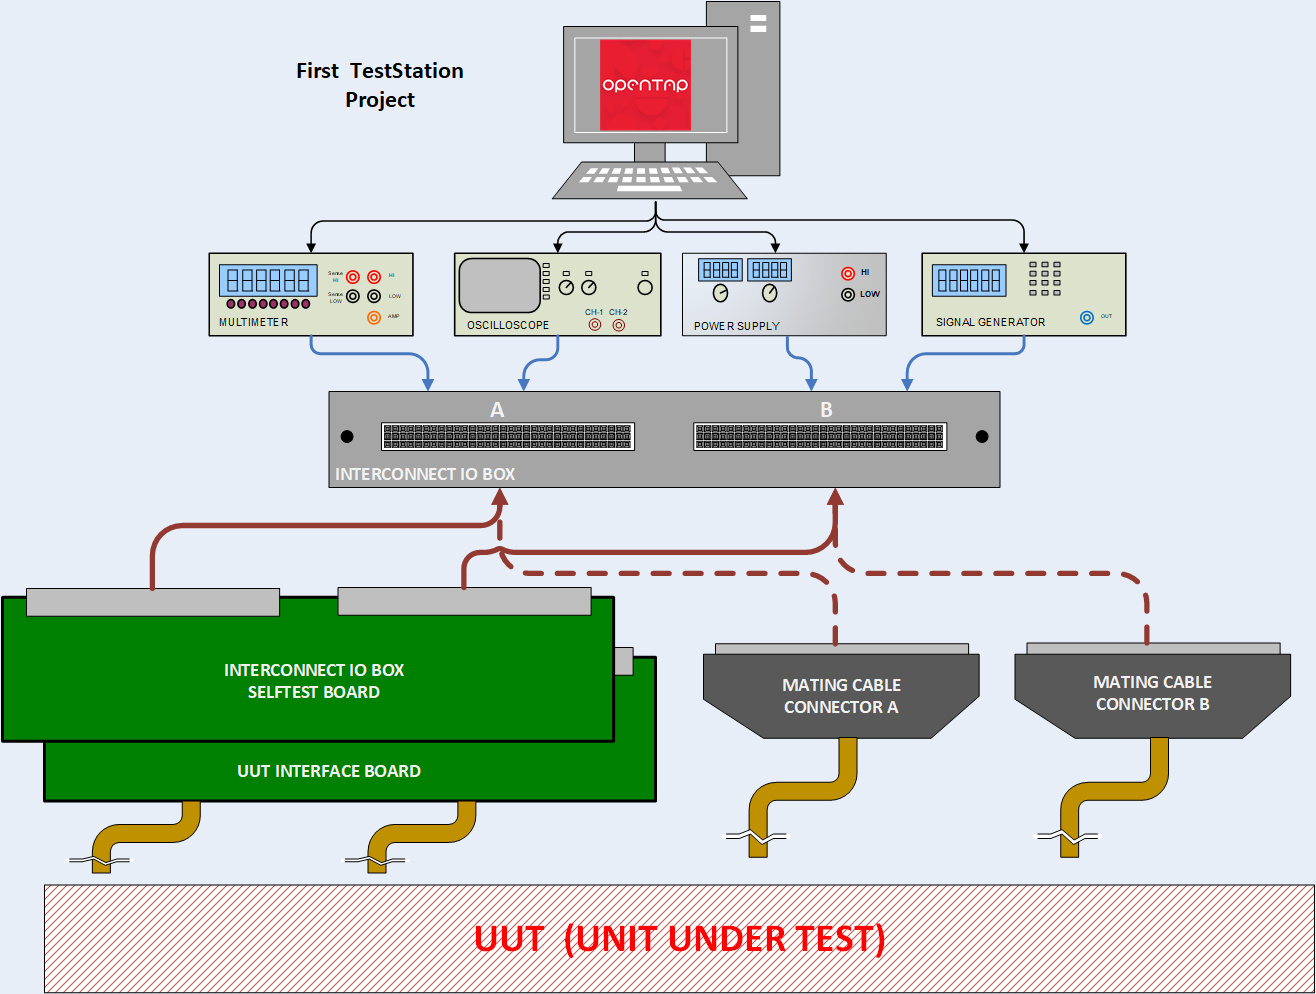 First TestStation
Project
OPENTAP
Sense
HI
HI
Sense
LOW
LOW
AMP
MULTIMETER
CH-1 CH-2
OSCILLOSCOPE
HI
LOW
POWER SUPPLY
OUT
SIGNAL GENERATOR
A
B
INTERCONNECT IO BOX
INTERCONNECT IO BOX
SELFTEST BOARD
UUT INTERFACE BOARD
MATING CABLE
CONNECTOR A
MATING CABLE
CONNECTOR B
UUT (UNIT UNDER TEST)